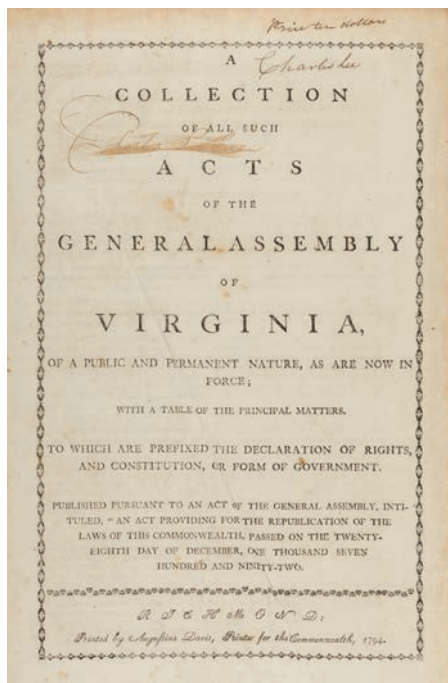 Price ten dollars
A
Charles Lee
COLLECTION
OF ALL SUCH
ACTS
OF THE
GENERAL ASSEMBLY
OF
VIRGINIA,
OF A PUBLIC AND PERMANENT NATURE, AS ARE NOW IN
FORCE;
WITH A TABLE OF THE PRINCIPAL MATTERS.
TO WHICH ARE PREFIXED THE DECLARATION OF RIGHTS,
AND CONSTITUTION, OR FORM OF GOVERNMENT.
PUBLISHED PURSUANT TO AN ACT OF THE GENERAL ASSEMBLY, INTI-
TULED, "AN ACT PROVIDING FOR THE REPUBLICATION OF THE
LAWS OF THIS COMMONWEALTH, PASSED ON THE TWENTY-
EIGHTH DAY OF DECEMBER, ONE THOUSAND SEVEN
HUNDRED AND NINETY-TWO.
RICHMOND:
Printed by Augustine Davis, Printer for the Commonwealth, 1794.